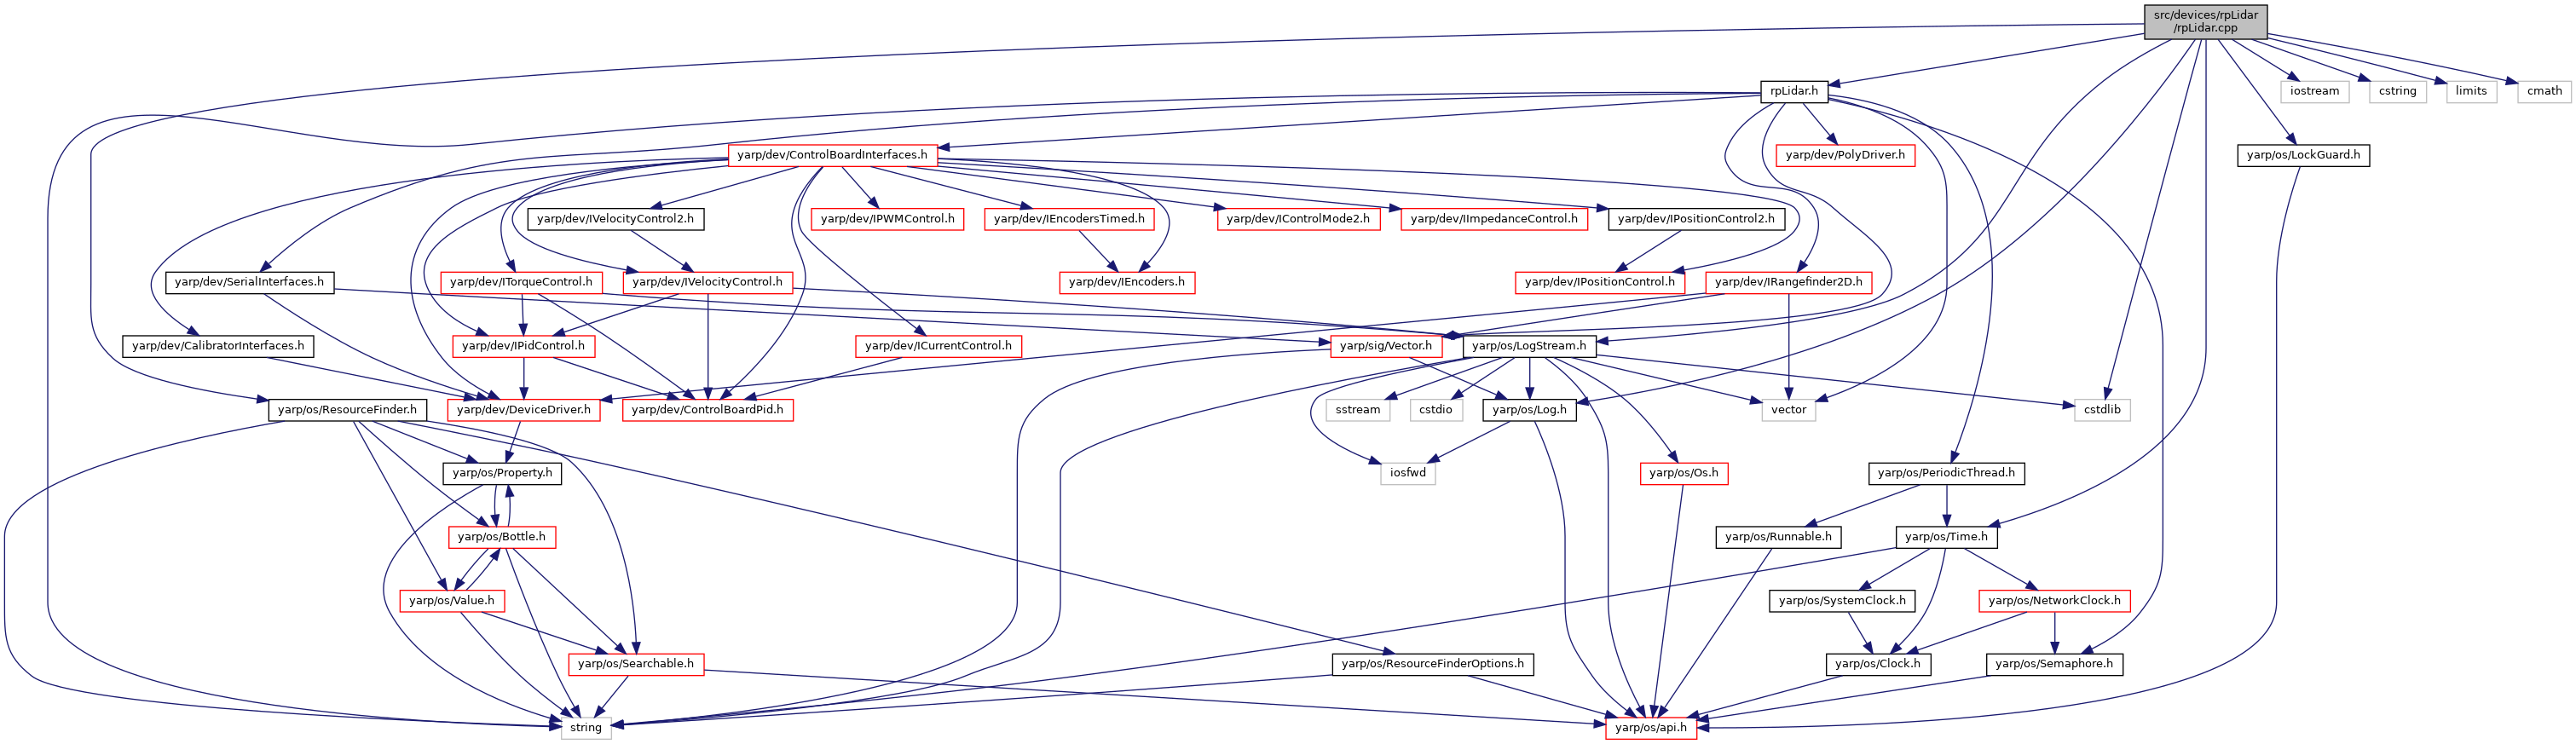 src/devices/rpLidar
/rpLidar.cpp
rpLidar.h
iostream
cstring
limits
cmath
yarp/dev/ControlBoardInterfaces.h
yarp/dev/PolyDriver.h
yarp/os/LockGuard.h
yarp/dev/IVelocityControl2.h
yarp/dev/IPWMControl.h
yarp/dev/IEncodersTimed.h
yarp/dev/IControlMode2.h
yarp/dev/IImpedanceControl.h
yarp/dev/IPositionControl2.h
yarp/dev/SerialInterfaces.h
yarp/dev/ITorqueControl.h
yarp/dev/IVelocityControl.h
yarp/dev/IEncoders.h
yarp/dev/IPositionControl.h
yarp/dev/IRangefinder2D.h
yarp/dev/CalibratorInterfaces.h
yarp/dev/IPidControl.h
yarp/dev/ICurrentControl.h
yarp/sig/Vector.h
yarp/os/LogStream.h
yarp/os/ResourceFinder.h
yarp/dev/DeviceDriver.h
yarp/dev/ControlBoardPid.h
sstream
cstdio
yarp/os/Log.h
vector
cstdlib
yarp/os/Property.h
iosfwd
yarp/os/Os.h
yarp/os/PeriodicThread.h
yarp/os/Bottle.h
yarp/os/Runnable.h
yarp/os/Time.h
yarp/os/Value.h
yarp/os/SystemClock.h
yarp/os/NetworkClock.h
yarp/os/Searchable.h
yarp/os/ResourceFinderOptions.h
yarp/os/Clock.h
yarp/os/Semaphore.h
string
yarp/os/api.h